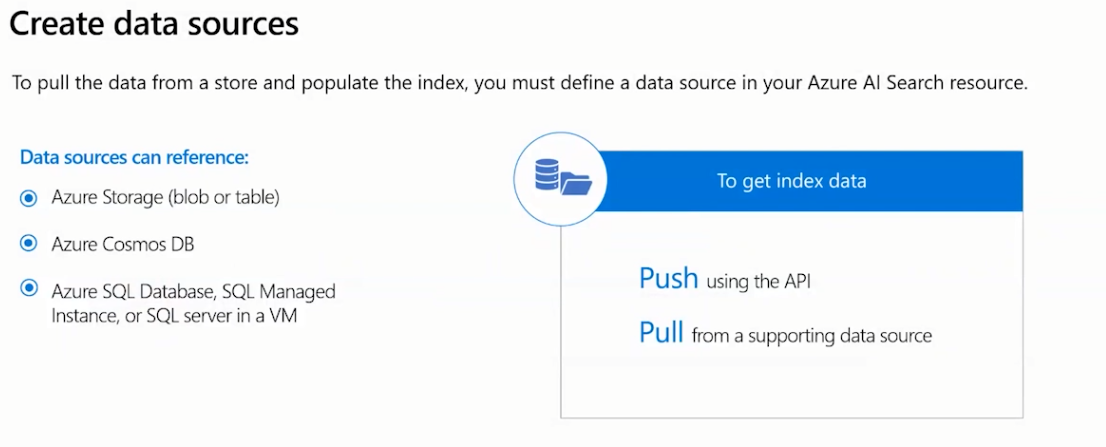 Create data sources
To pull the data from a store and populate the index, you must define a data source in your Azure AI Search resource.
Data sources can reference:
Azure Storage (blob or table)
Azure Cosmos DB
Azure SQL Database, SQL Managed
Instance, or SQL server in a VM
To get index data
Push using the API
Pull from a supporting data source